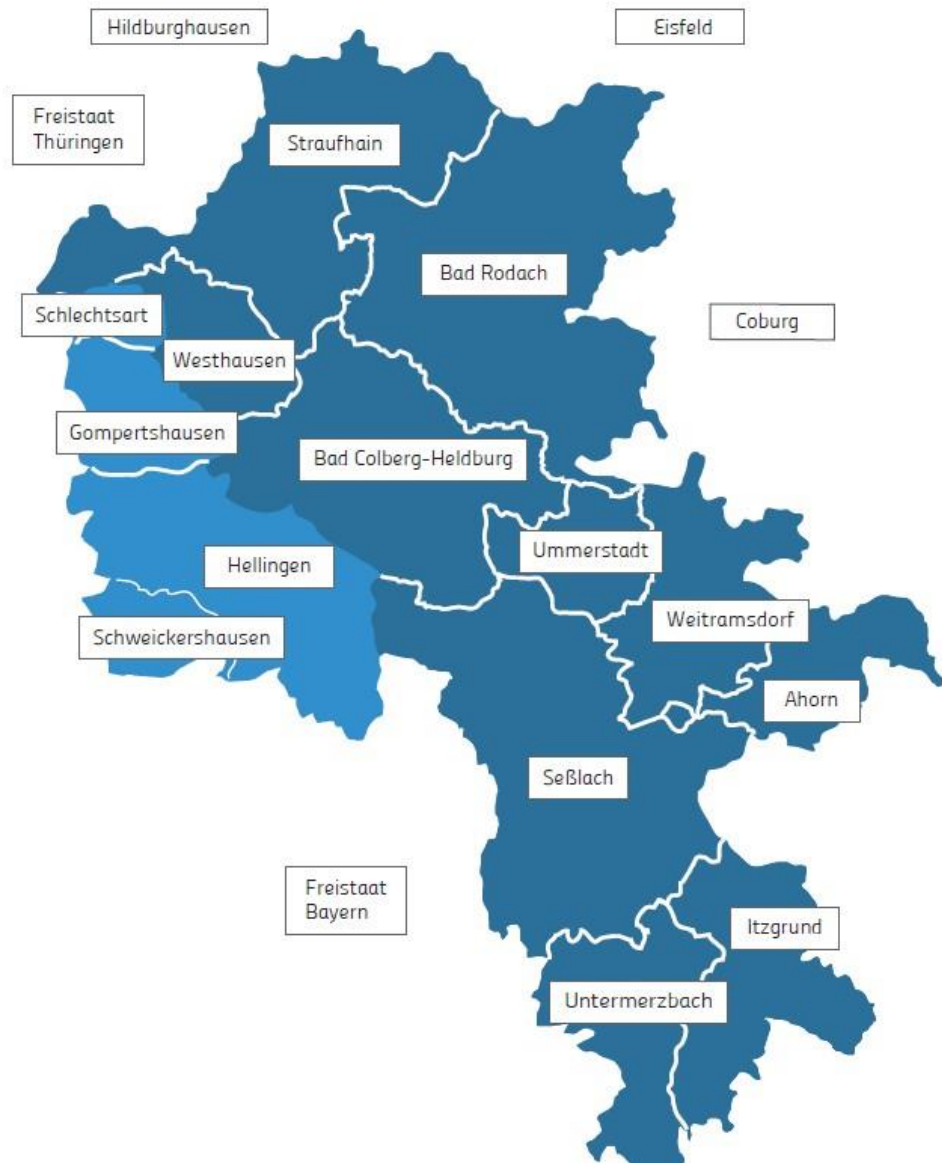 Hildburghausen
Eisfeld
Freistaat
Thüringen
Straufhain
Bad Rodach
Schlechtsart
Coburg
Westhausen
Gompertshausen
Bad Colberg-Heldburg
Ummerstadt
Hellingen
Weitramsdorf
Schweickershausen
Ahorn
Seßlach
Freistaat
Bayern
Itzgrund
Untermerzbach